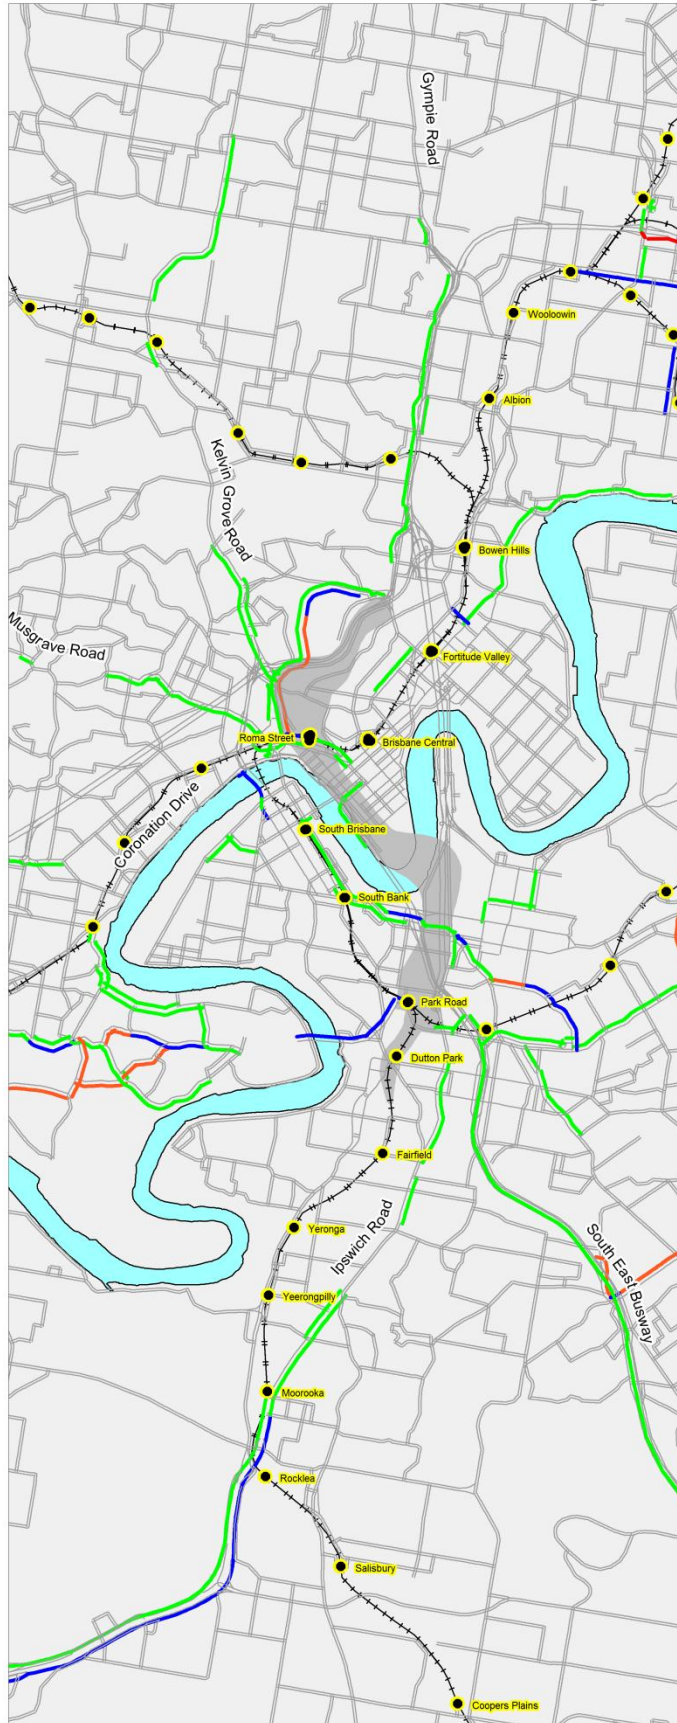 Gympie Road
Wooloowin
Albion
Kelvin Grove Road
Bowen Hills
Musgrave Road
Fortitude Valley
Roma Street
Brisbane Central
Coronation Drive
South Brisbane
South Bank
Park Road
Dutton Park
Fairfield
Ipswich Road
Yeronga
South East Busway
Yeerongpilly
Moorooka
Rocklea
Salisbury
Coopers Plains